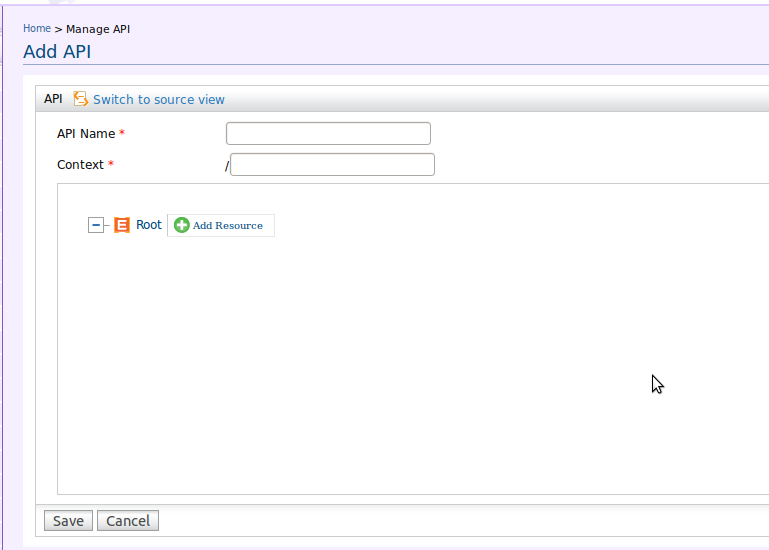 Home > Manage API
Add API
API Switch to source view
API Name *
Context *
/
Root Add Resource
Save Cancel